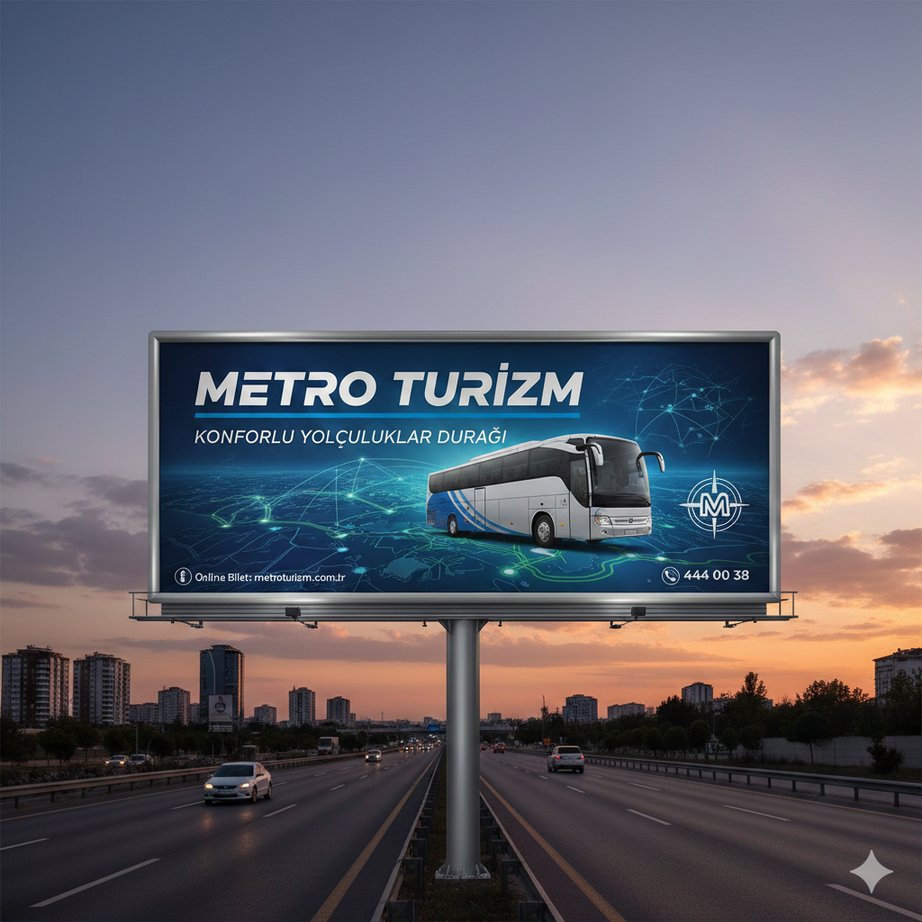 METRO TURİZM
KONFORLU YOLÇULUKLAR DURAĞI
M
Online Bilet: metroturizm.com.tr
444 00 38